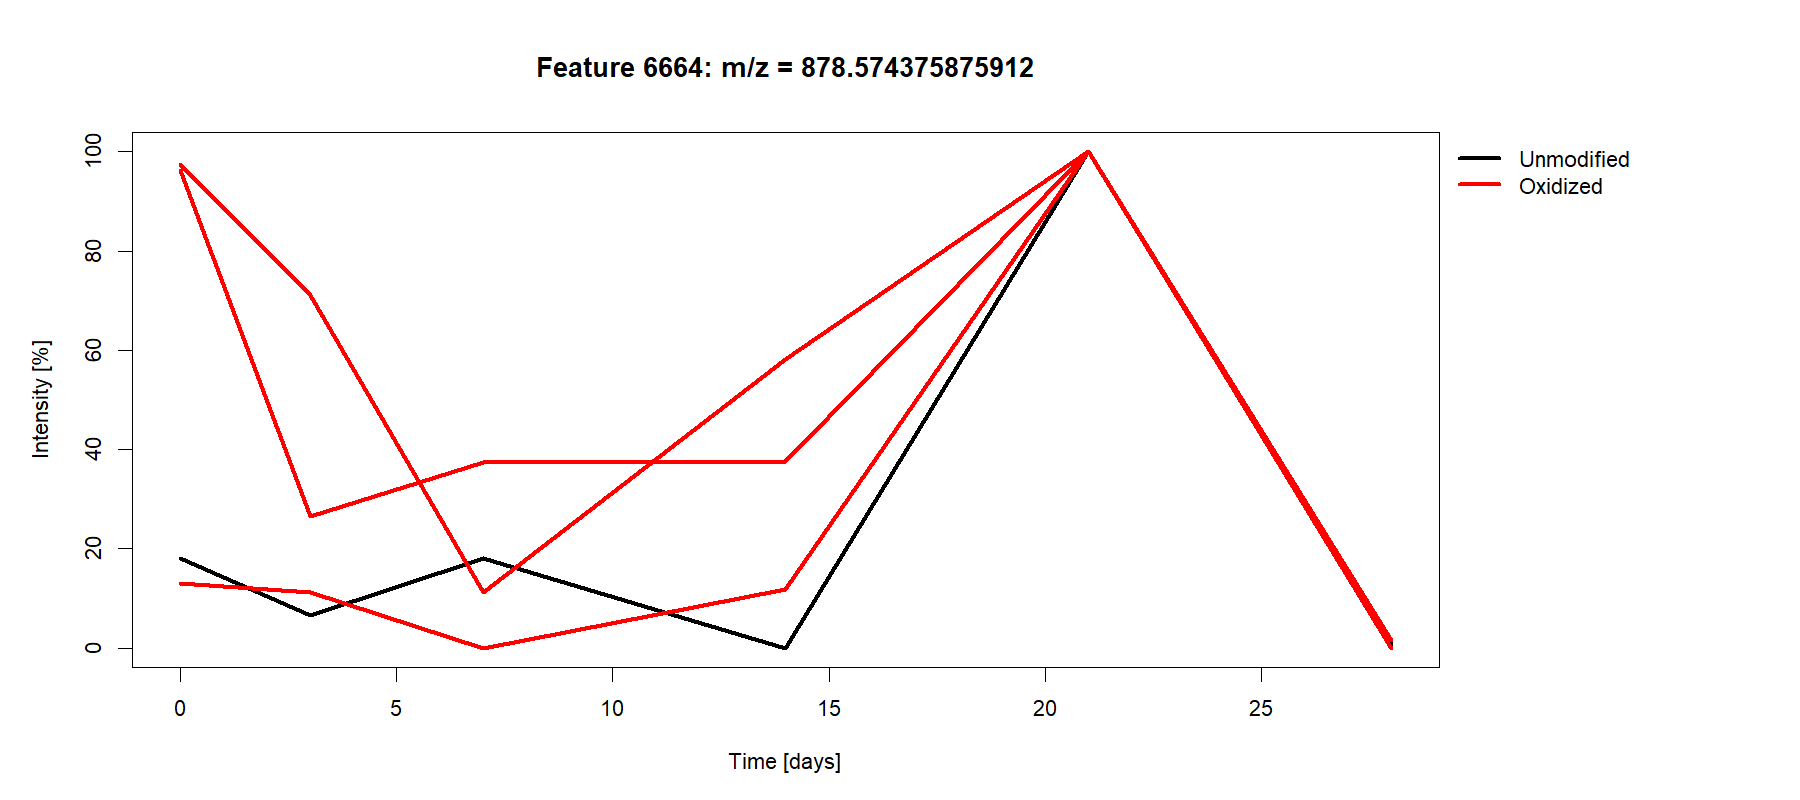 Feature 6664: m/z = 878.574375875912
Unmodified
Oxidized
Intensity [%]
100
80
60
40
20
0
0 5 10 15 20 25
Time [days]